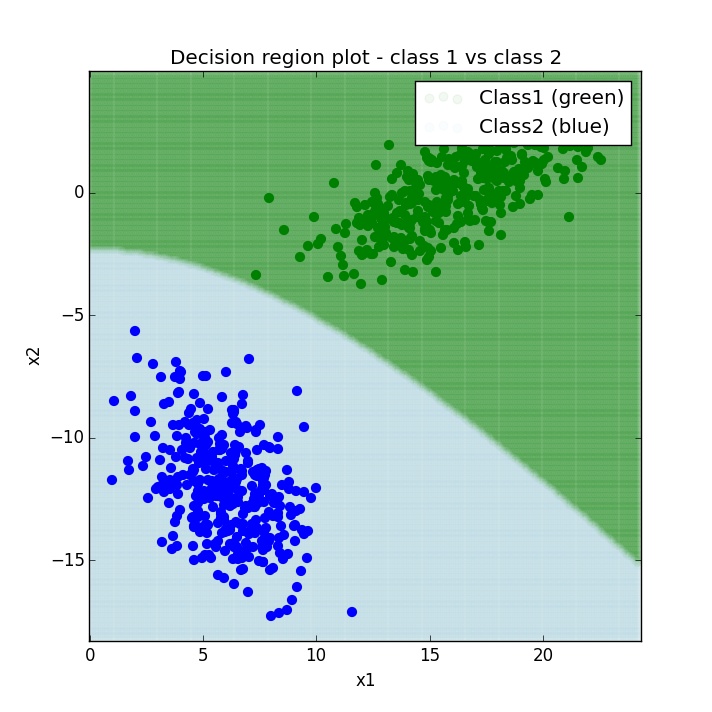 Decision region plot - class 1 vs class 2
Class1 (green)
Class2 (blue)
0
−5
−10
−15
x2
0 5 10 15 20
x1